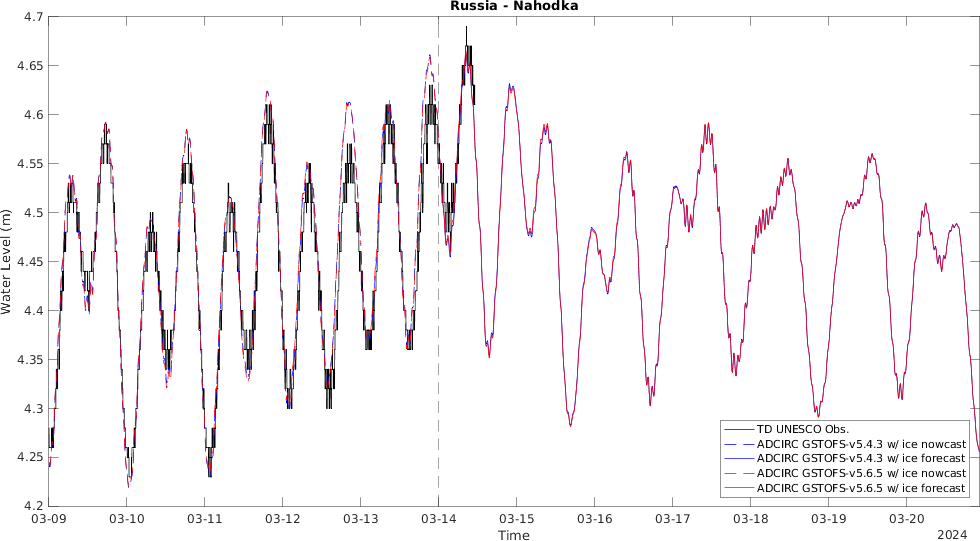 Russia - Nahodka
4.7
4.65
4.6
4.55
4.5
4.45
4.4
4.35
4.3
4.25
4.2
Water Level (m)
03-09 03-10 03-11 03-12 03-13 03-14 03-15 03-16 03-17 03-18 03-19 03-20
Time
2024
TD UNESCO Obs.
ADCIRC GSTOFS-v5.4.3 w/ ice nowcast
ADCIRC GSTOFS-v5.4.3 w/ ice forecast
ADCIRC GSTOFS-v5.6.5 w/ ice nowcast
ADCIRC GSTOFS-v5.6.5 w/ ice forecast